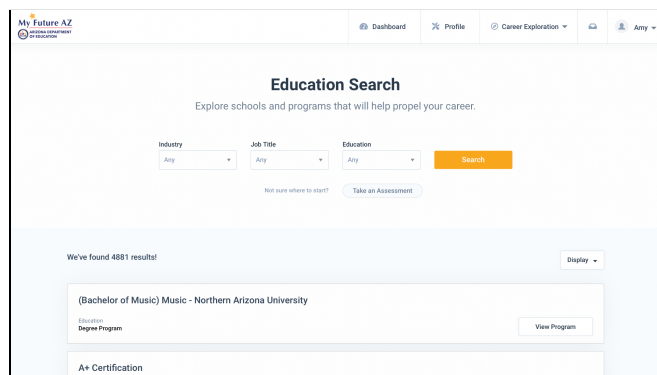 My Future AZ
ARIZONA DEPARTMENT
OF EDUCATION
Dashboard
Profile
Career Exploration
Amy
Education Search
Explore schools and programs that will help propel your career.
Industry
Job Title
Education
Any
Any
Any
Search
Not sure where to start?
Take an Assessment
We've found 4881 results!
Display
(Bachelor of Music) Music - Northern Arizona University
Education
Degree Program
View Program
A+ Certification